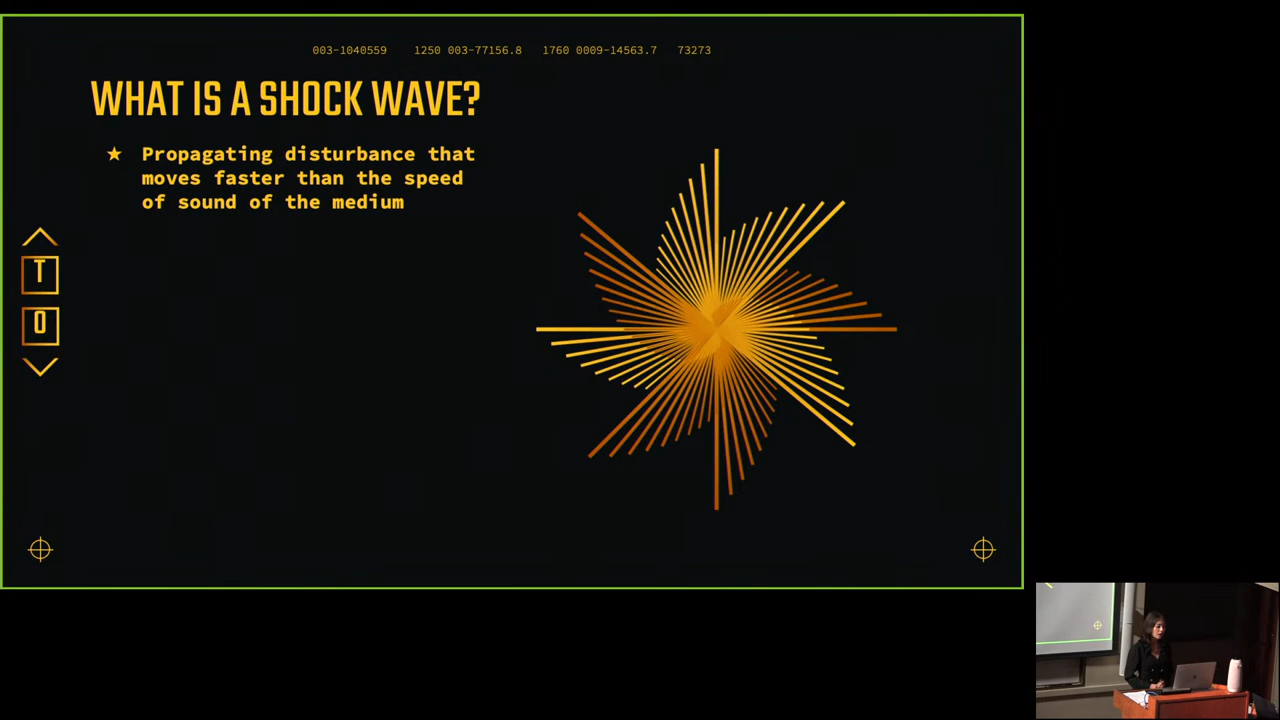 003-1040559 1250 003-77156.8 1760 0009-14563.7 73273
WHAT IS A SHOCK WAVE?
★ Propagating disturbance that
moves faster than the speed
of sound of the medium
T
O